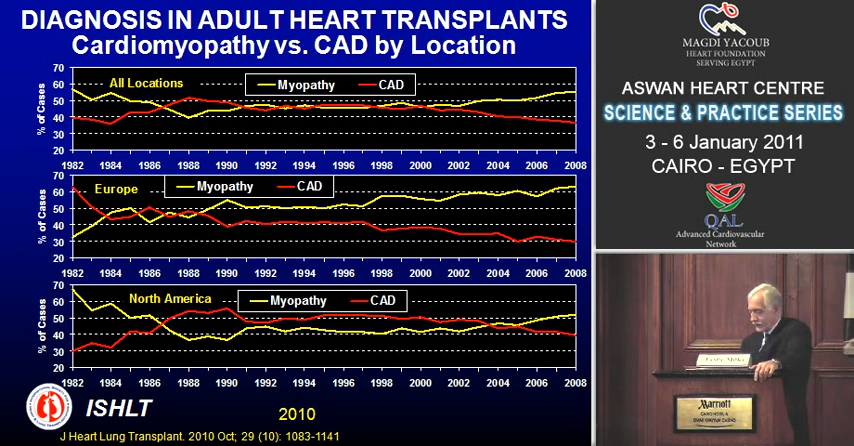 DIAGNOSIS IN ADULT HEART TRANSPLANTS
Cardiomyopathy vs. CAD by Location
All Locations
Myopathy CAD
% of Cases
70
60
50
40
30
20
1982 1984 1986 1988 1990 1992 1994 1996 1998 2000 2002 2004 2006 2008
Europe
Myopathy CAD
% of Cases
70
60
50
40
30
20
1982 1984 1986 1988 1990 1992 1994 1996 1998 2000 2002 2004 2006 2008
North America
Myopathy CAD
% of Cases
70
60
50
40
30
20
1982 1984 1986 1988 1990 1992 1994 1996 1998 2000 2002 2004 2006 2008
ISHLT
2010
J Heart Lung Transplant. 2010 Oct; 29 (10): 1083-1141
MAGDI YACOUB
HEART FOUNDATION
SERVING EGYPT
ASWAN HEART CENTRE
SCIENCE & PRACTICE SERIES
3 - 6 January 2011
CAIRO - EGYPT
QAL
Advanced Cardiovascular
Network
Marriott
CAIRO HOTEL &
OMAR KHAYYAM CASINO